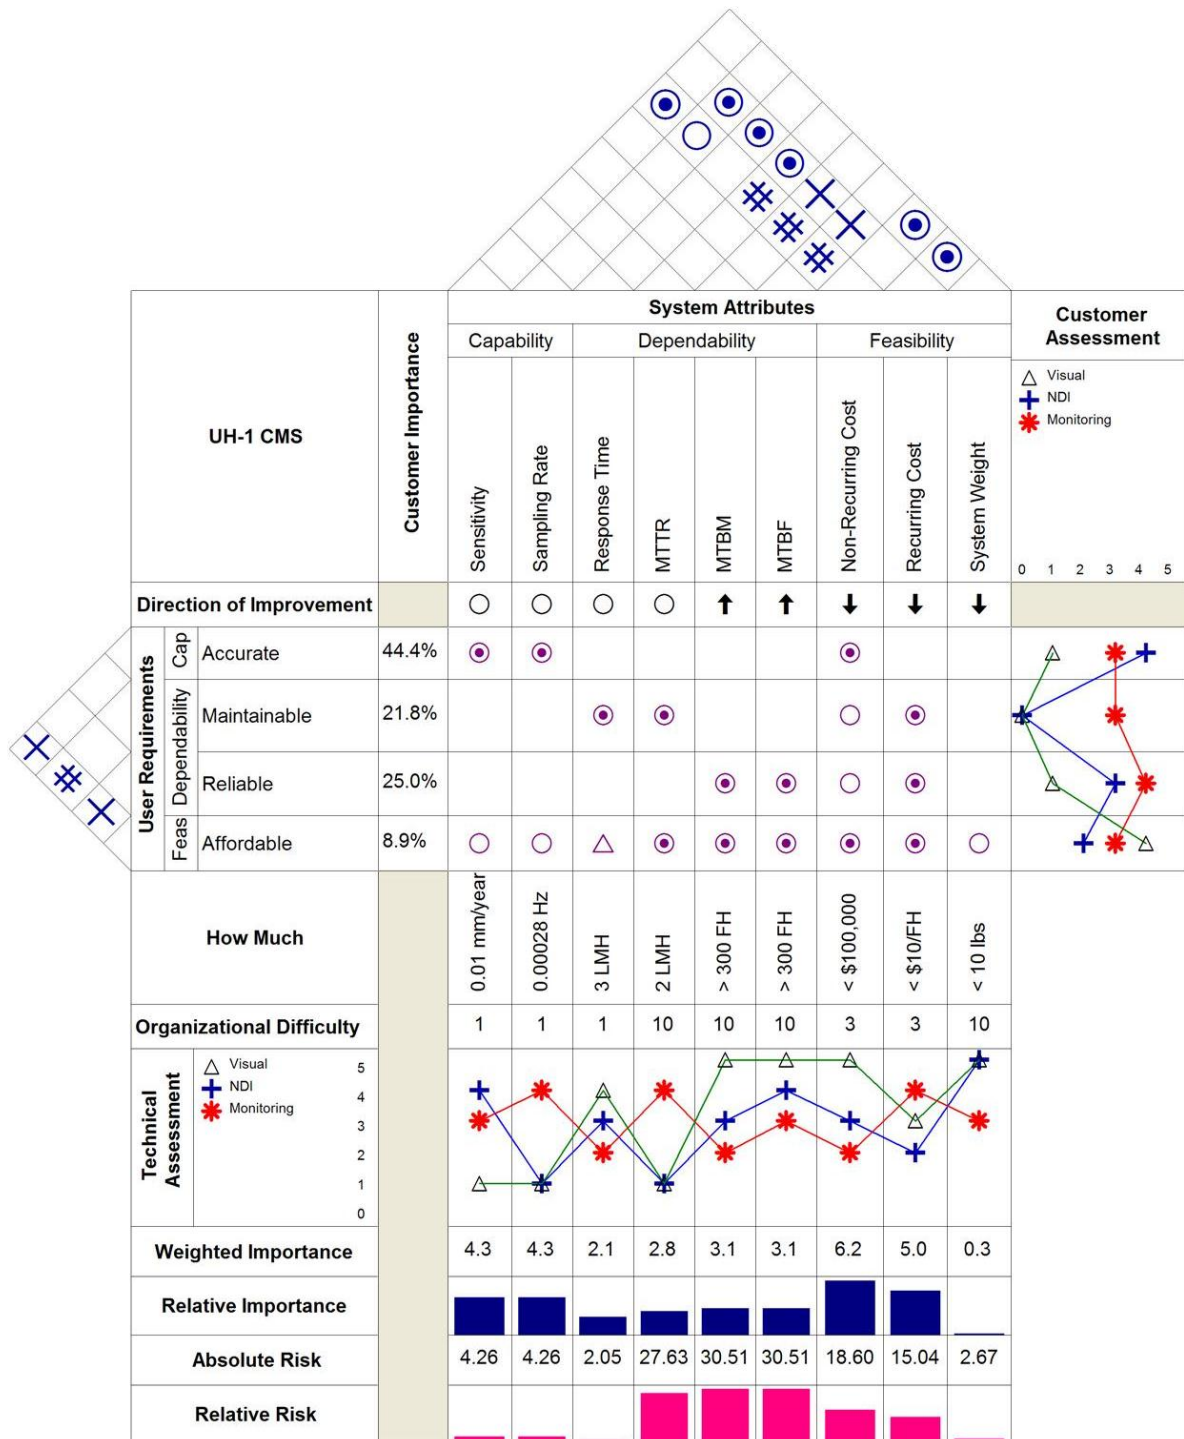 System Attributes
Customer Assessment
Capability
Dependability
Feasibility
UH-1 CMS
Customer Importance
Sensitivity
Sampling Rate
Response Time
MTTR
MTBM
MTBF
Non-Recurring Cost
Recurring Cost
System Weight
Visual
NDI
Monitoring
0 1 2 3 4 5
Direction of Improvement
User Requirements
Cap
Accurate
44.4%
Dependability
Maintainable
21.8%
Reliable
25.0%
Feas
Affordable
8.9%
How Much
0.01 mm/year
0.00028 Hz
3 LMH
2 LMH
> 300 FH
> 300 FH
< $100,000
< $10/FH
< 10 lbs
Organizational Difficulty
1 1 1 10 10 10 3 3 10
Technical Assessment
Visual
NDI
Monitoring
5
4
3
2
1
0
Weighted Importance
4.3 4.3 2.1 2.8 3.1 3.1 6.2 5.0 0.3
Relative Importance
Absolute Risk
4.26 4.26 2.05 27.63 30.51 30.51 18.60 15.04 2.67
Relative Risk